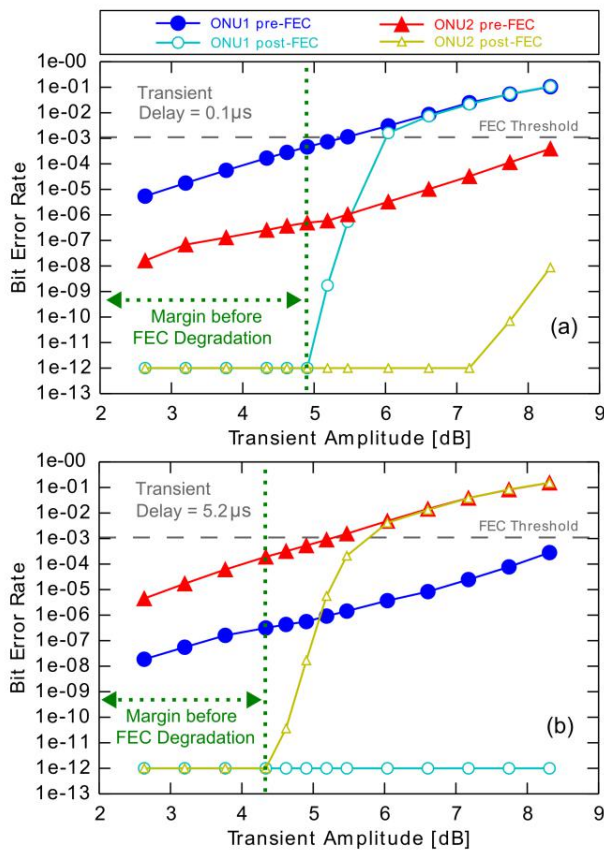 ONU1 pre-FEC ONU2 pre-FEC
ONU1 post-FEC ONU2 post-FEC
(a)
1e-00
1e-01
1e-02
1e-03
1e-04
1e-05
1e-06
1e-07
1e-08
1e-09
1e-10
1e-11
1e-12
1e-13
Bit Error Rate
Transient
Delay = 0.1µs
FEC Threshold
Margin before
FEC Degradation
(a)
2 3 4 5 6 7 8 9
Transient Amplitude [dB]
(b)
1e-00
1e-01
1e-02
1e-03
1e-04
1e-05
1e-06
1e-07
1e-08
1e-09
1e-10
1e-11
1e-12
1e-13
Bit Error Rate
Transient
Delay = 5.2µs
FEC Threshold
Margin before
FEC Degradation
(b)
2 3 4 5 6 7 8 9
Transient Amplitude [dB]